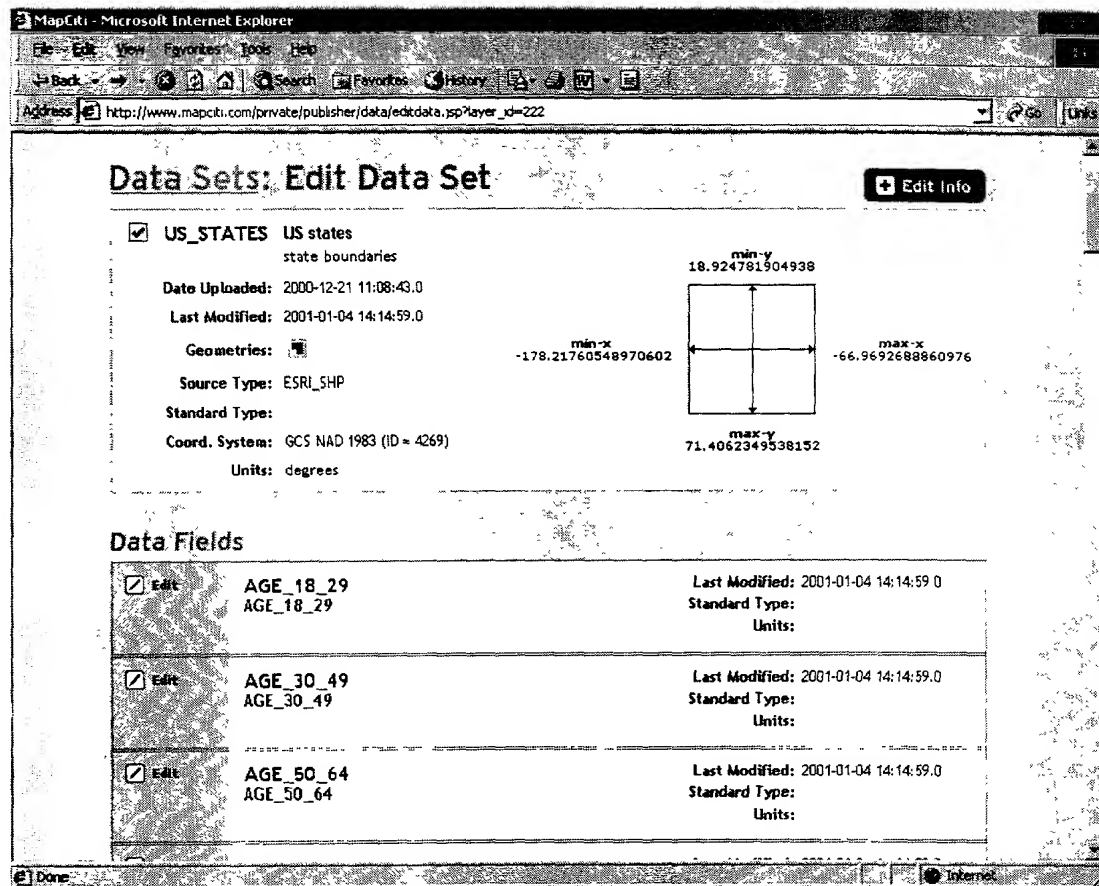 MapCiti - Microsoft Internet Explorer
File Edit View Favorites Tools Help
Back Search Favorites History
Address http://www.mapciti.com/private/publisher/data/editdata.jsp?layer_id=222 Go Links
Data Sets: Edit Data Set
Edit Info
US_STATES US states
state boundaries
Date Uploaded: 2000-12-21 11:08:43.0
Last Modified: 2001-01-04 14:14:59.0
Geometries:
Source Type: ESRI_SHP
Standard Type:
Coord. System: GCS NAD 1983 (ID = 4269)
Units: degrees
min-y
18.924781904938
min-x
-178.21760548970602
max-x
-66.9692688860976
max-y
71.4062349538152
Data Fields
Edit AGE_18_29 Last Modified: 2001-01-04 14:14:59.0
AGE_18_29 Standard Type:
Units:
Edit AGE_30_49 Last Modified: 2001-01-04 14:14:59.0
AGE_30_49 Standard Type:
Units:
Edit AGE_50_64 Last Modified: 2001-01-04 14:14:59.0
AGE_50_64 Standard Type:
Units:
Done Internet